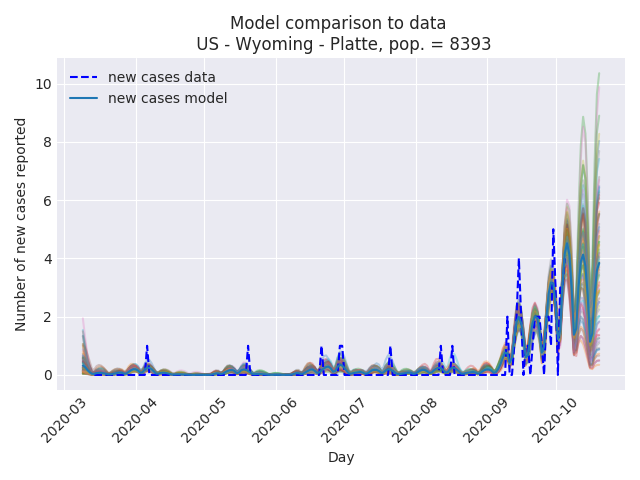 Model comparison to data
US - Wyoming - Platte, pop. = 8393
new cases data
new cases model
Number of new cases reported
10
8
6
4
2
0
2020-03
2020-04
2020-05
2020-06
2020-07
2020-08
2020-09
2020-10
Day